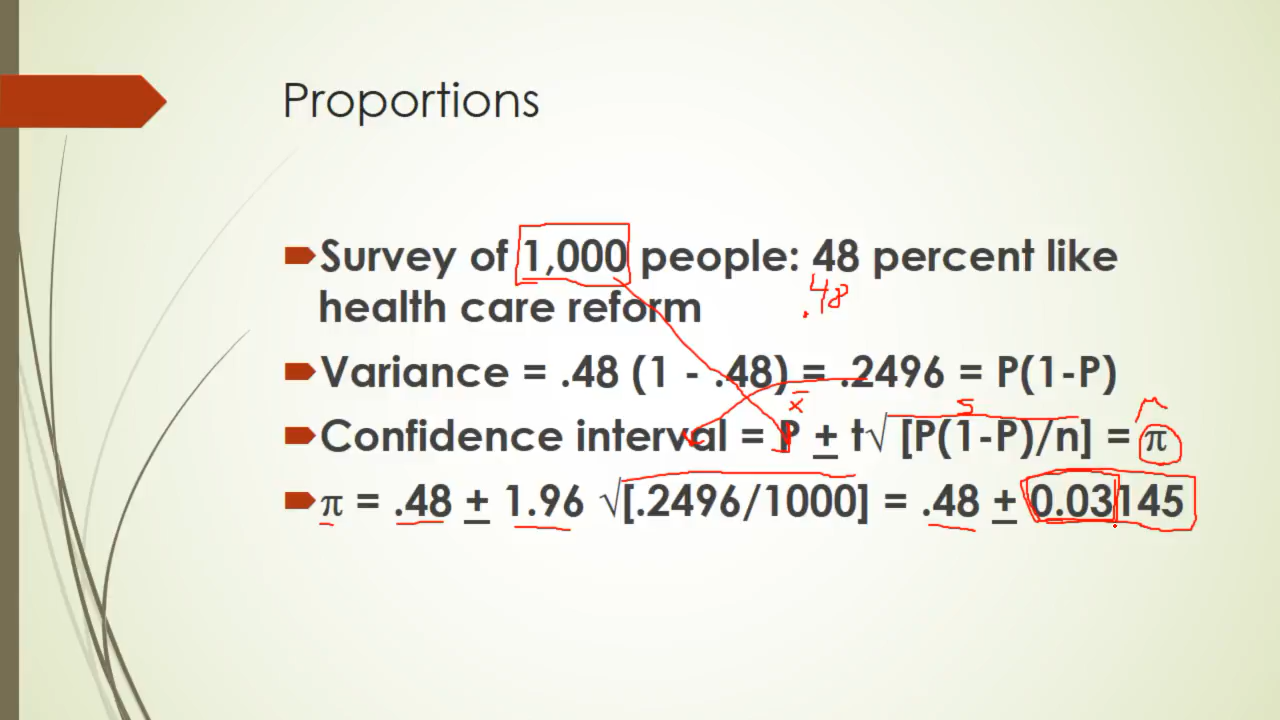 Proportions
Survey of 1,000 people: 48 percent like
health care reform
.48
Variance = .48 (1 - .48) = .2496 = P(1-P)
x̄ s μ
Confidence interval = P ± t√ [P(1-P)/n] = π
π = .48 ± 1.96 √[.2496/1000] = .48 ± 0.03145